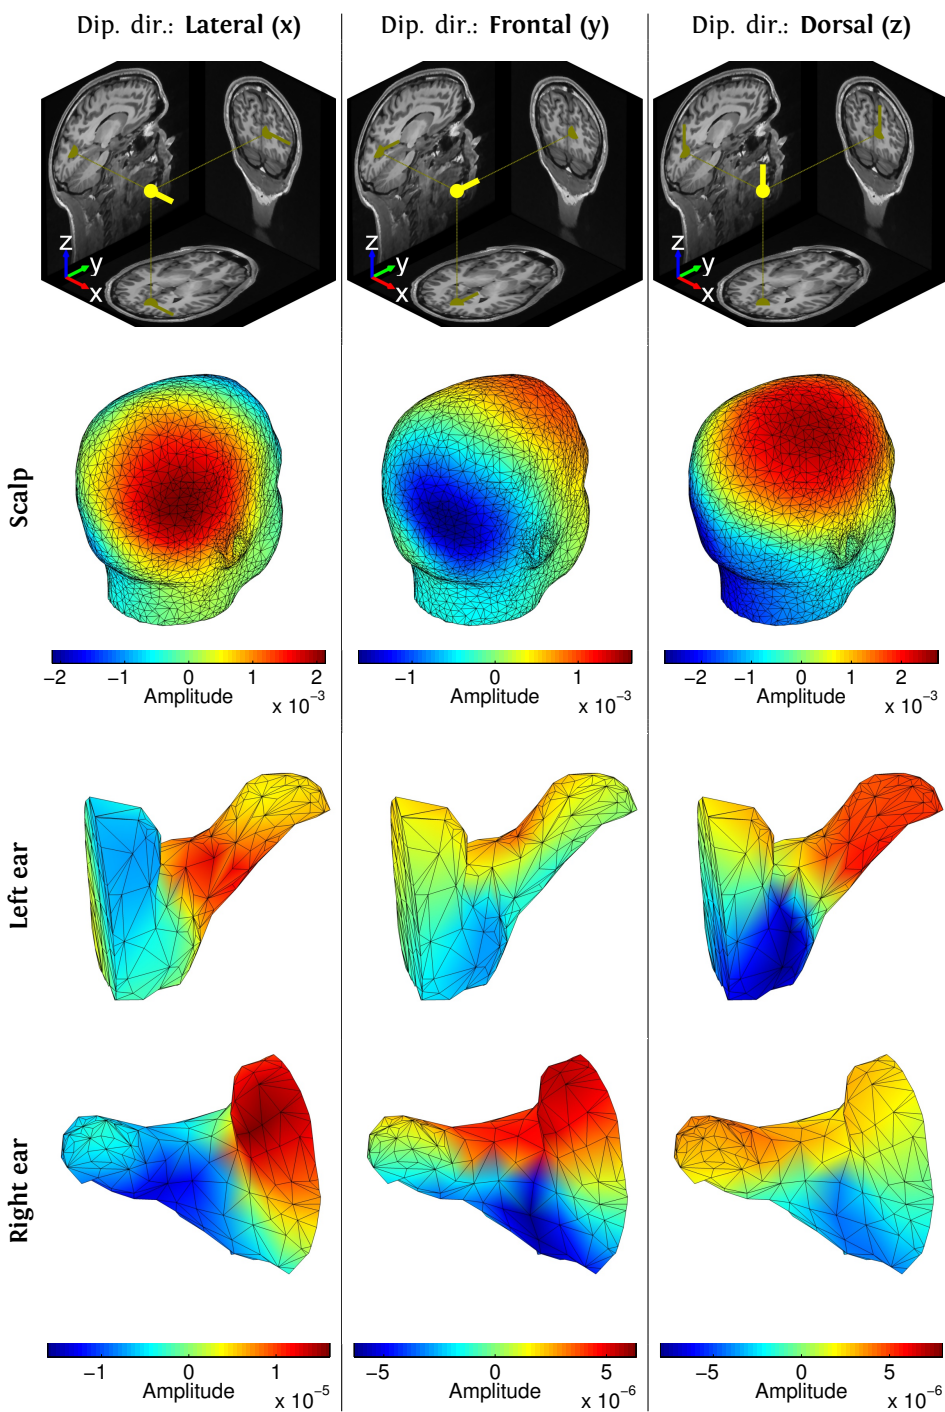 Dip. dir.: Lateral (x)
Dip. dir.: Frontal (y)
Dip. dir.: Dorsal (z)
z
y
x
z
y
x
z
y
x
Scalp
−2 −1 0 1 2
Amplitude
x 10⁻³
−1 0 1
Amplitude
x 10⁻³
−2 −1 0 1 2
Amplitude
x 10⁻³
Left ear
Right ear
−1 0 1
Amplitude
x 10⁻⁵
−5 0 5
Amplitude
x 10⁻⁶
−5 0 5
Amplitude
x 10⁻⁶